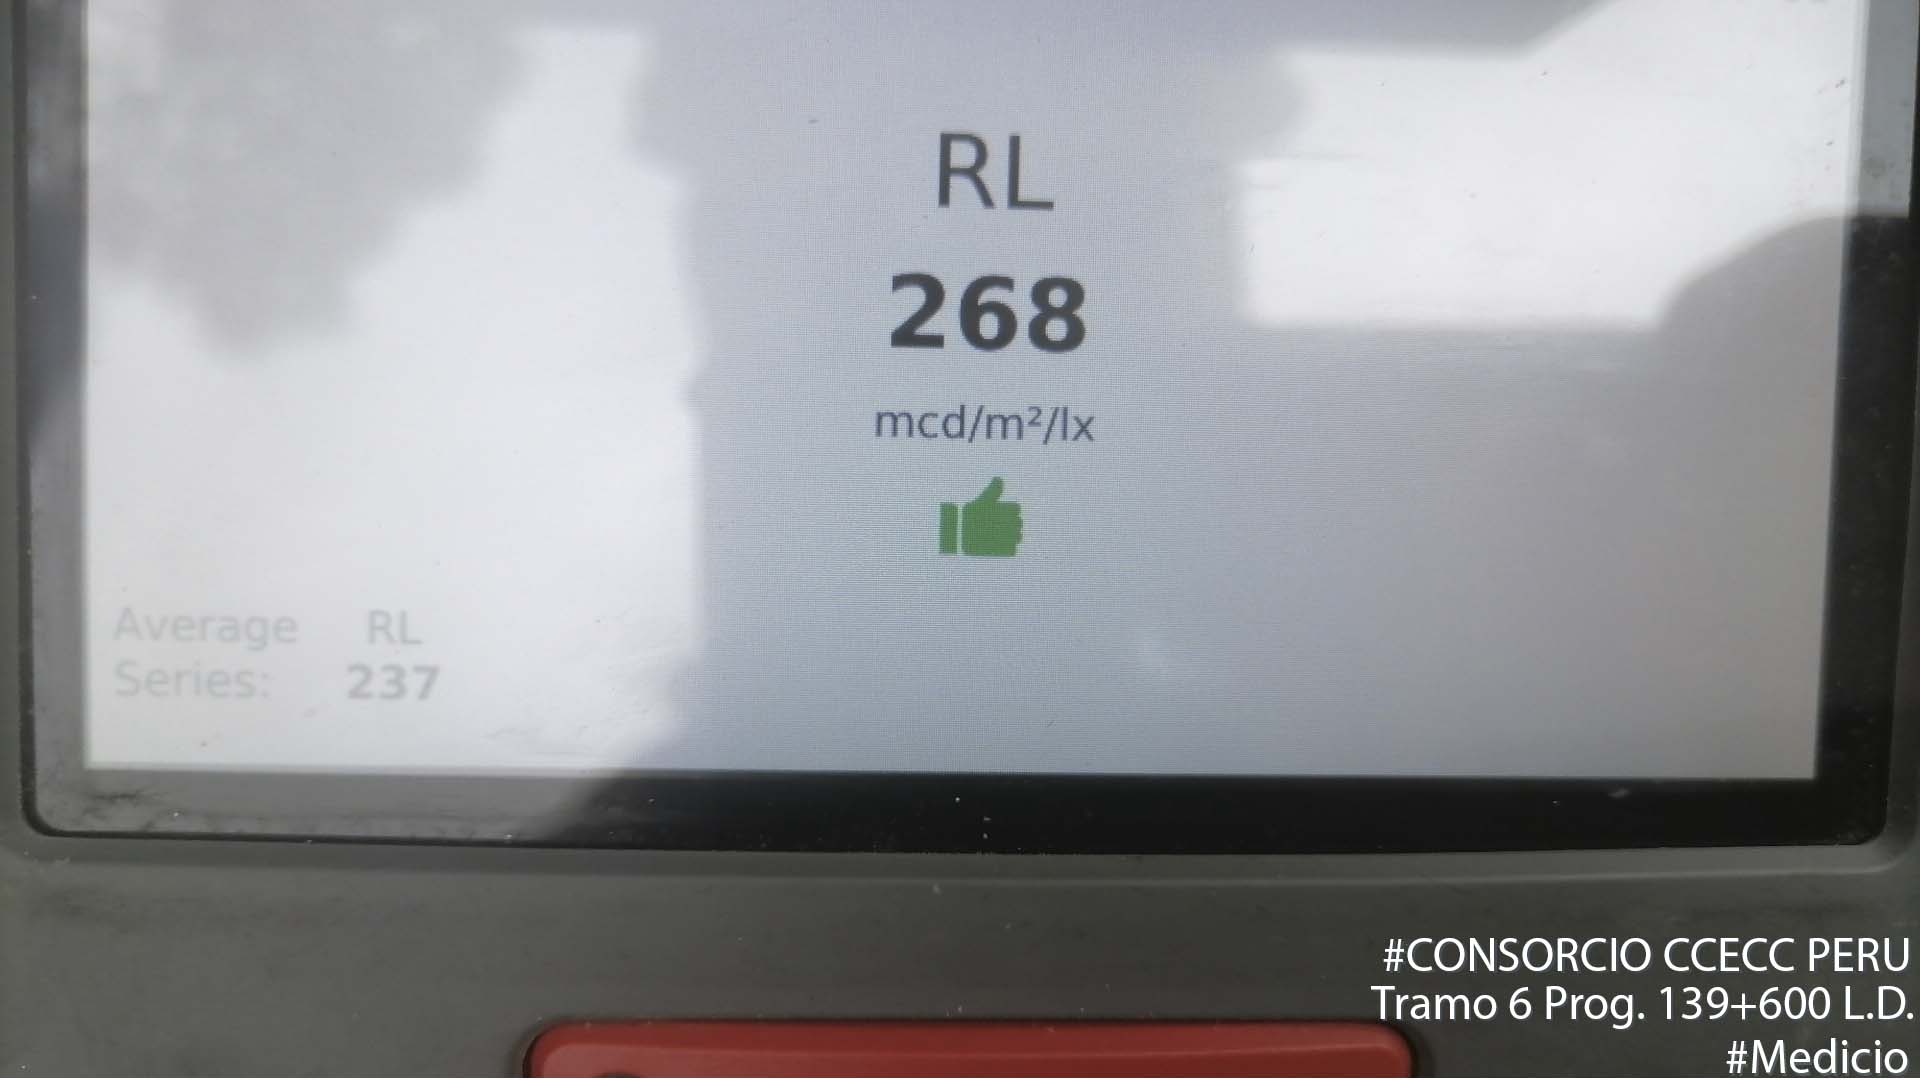 RL
268
mcd/m²/lx
Average RL
Series: 237
#CONSORCIO CCECC PERU
Tramo 6 Prog. 139+600 L.D.
#Medicio